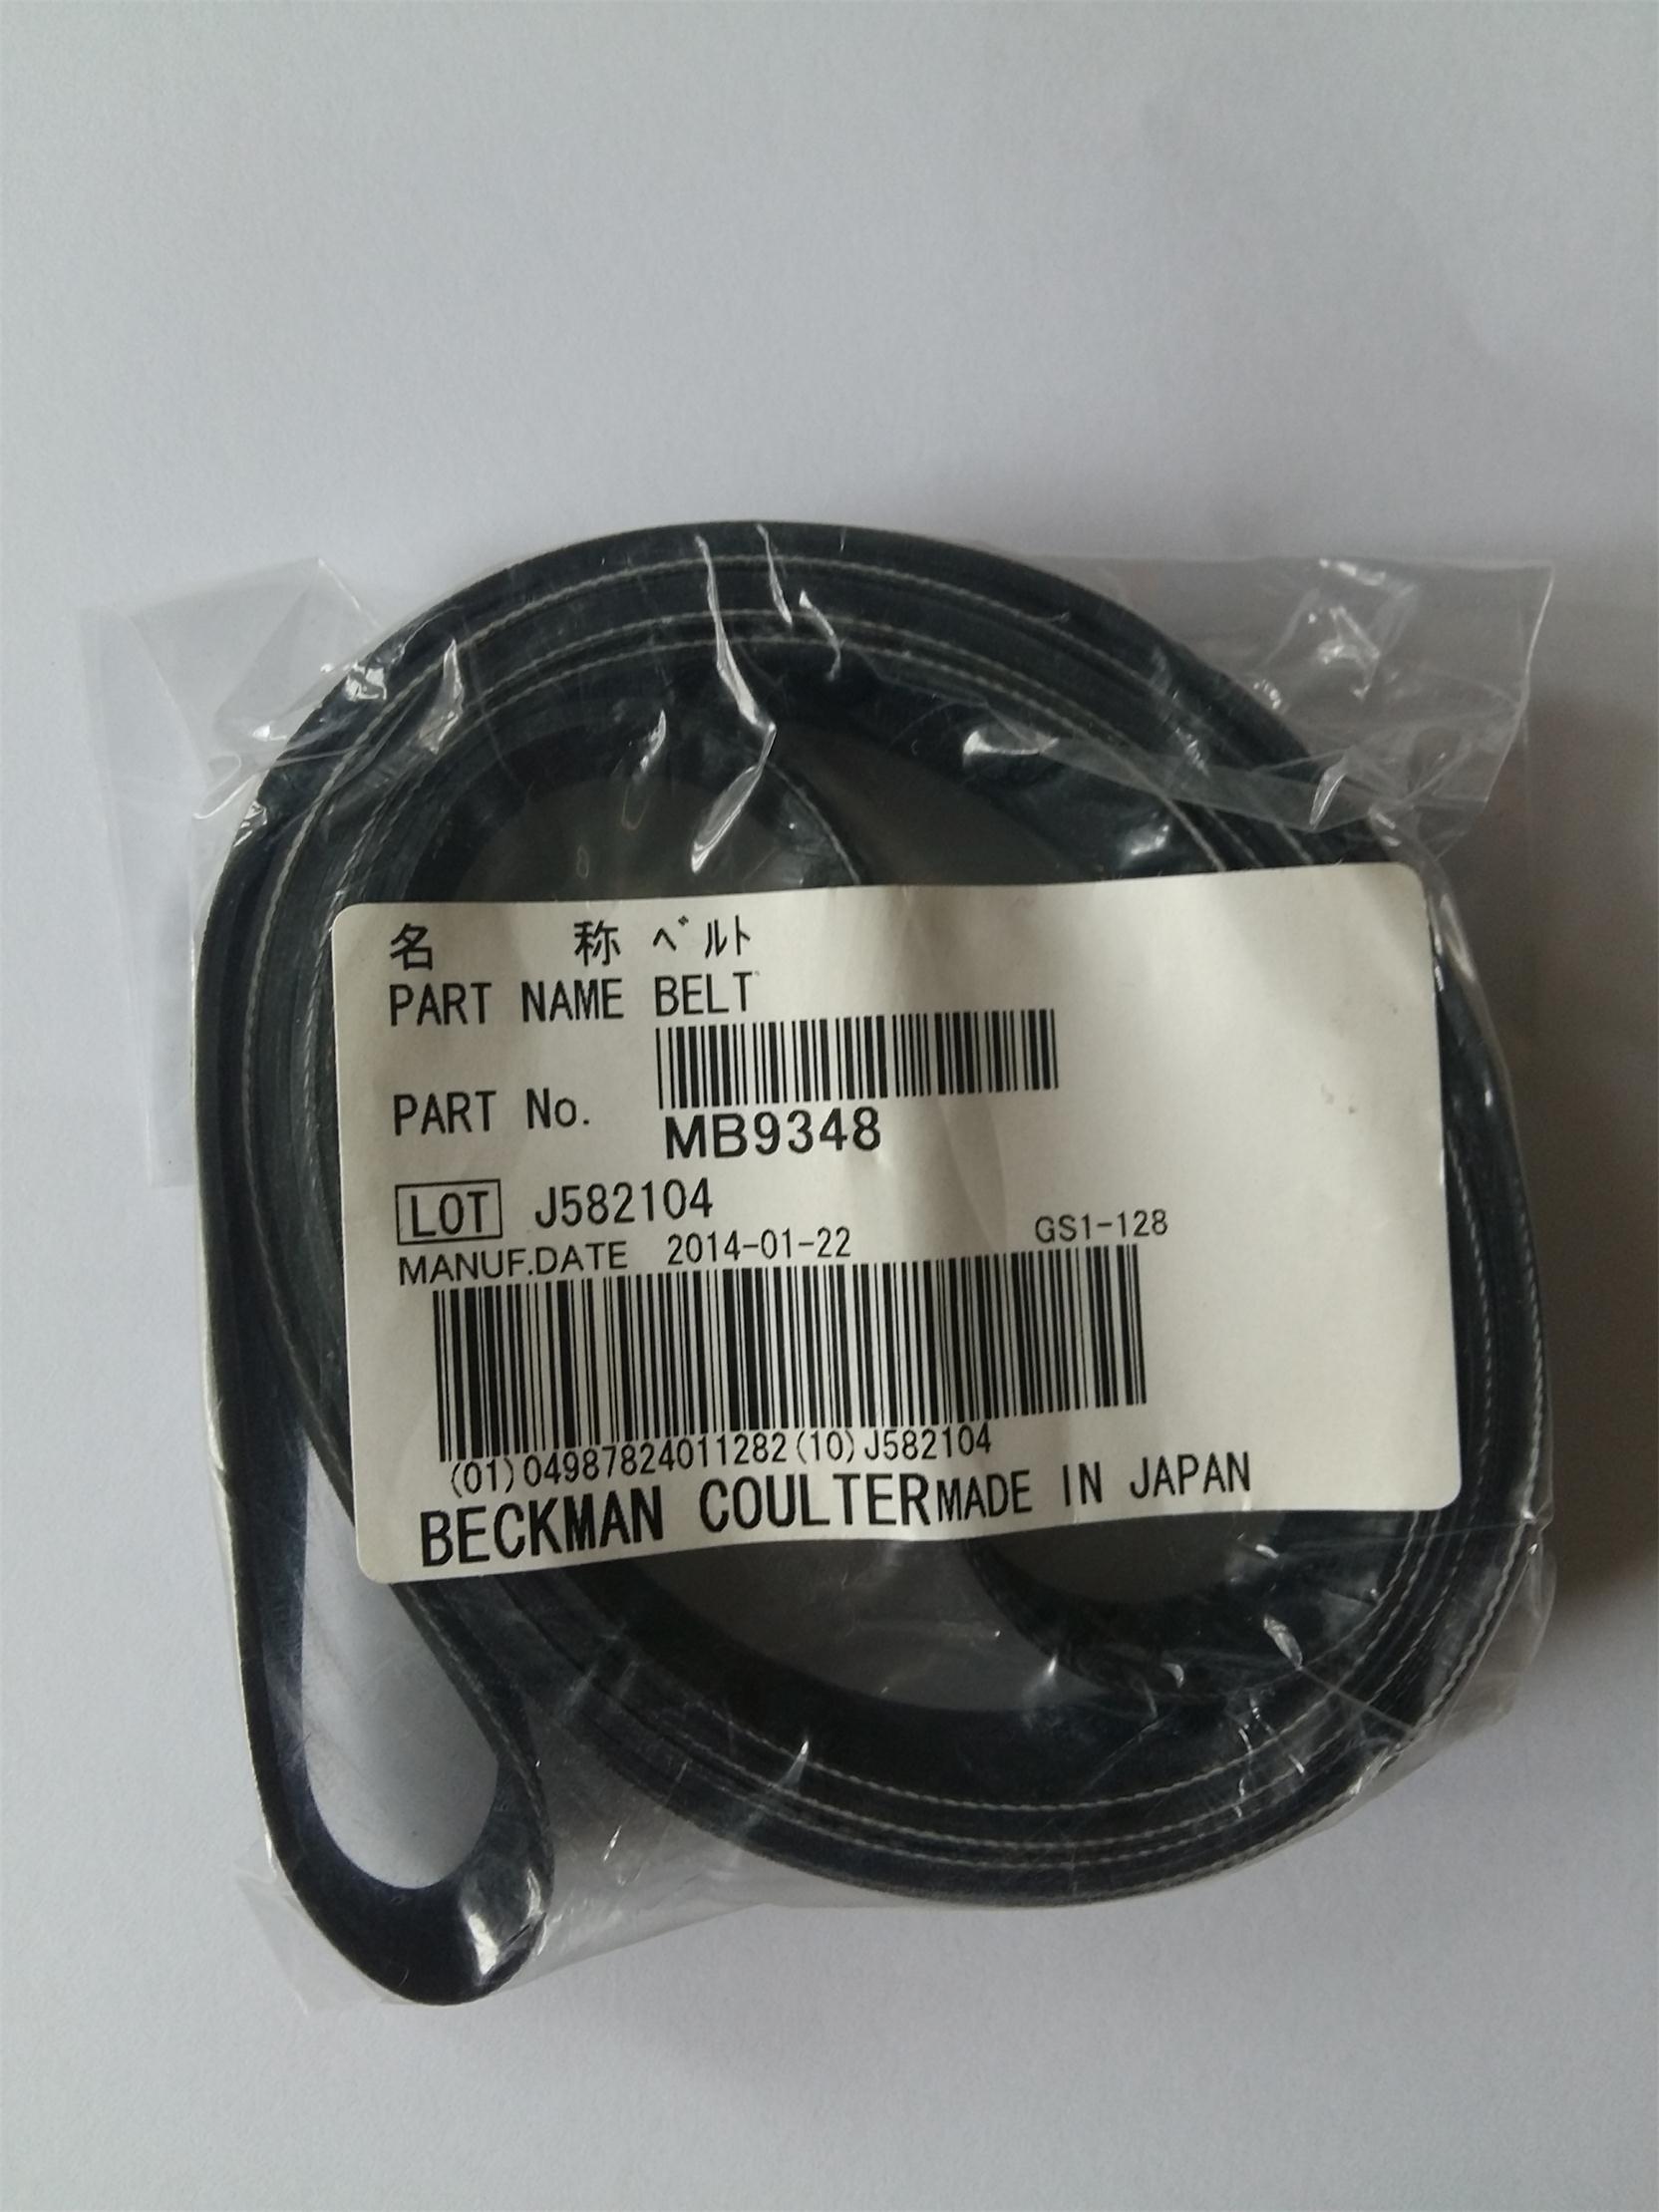 名 称 ﾍﾞﾙﾄ
PART NAME BELT
PART No.
MB9348
LOT J582104
MANUF.DATE 2014-01-22 GS1-128
(01)04987824011282(10)J582104
BECKMAN COULTER MADE IN JAPAN